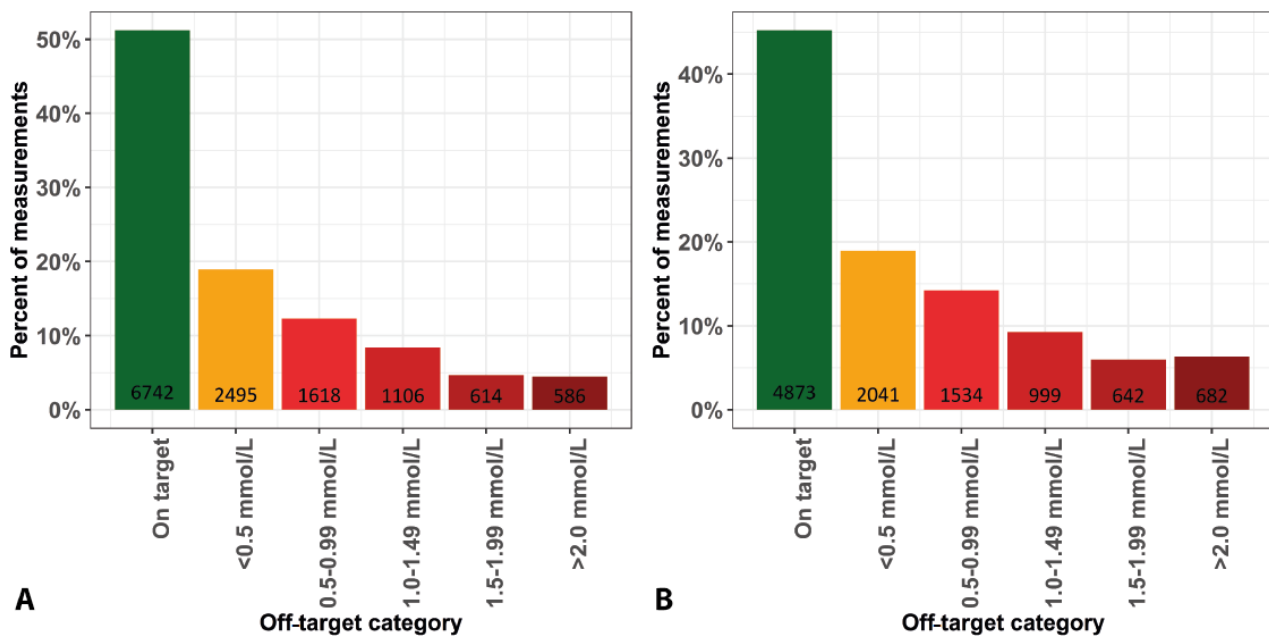 Percent of measurements
50%
40%
30%
20%
10%
0%
6742
2495
1618
1106
614
586
On target
<0.5 mmol/L
0.5-0.99 mmol/L
1.0-1.49 mmol/L
1.5-1.99 mmol/L
>2.0 mmol/L
A
Off-target category
Percent of measurements
40%
30%
20%
10%
0%
4873
2041
1534
999
642
682
On target
<0.5 mmol/L
0.5-0.99 mmol/L
1.0-1.49 mmol/L
1.5-1.99 mmol/L
>2.0 mmol/L
B
Off-target category